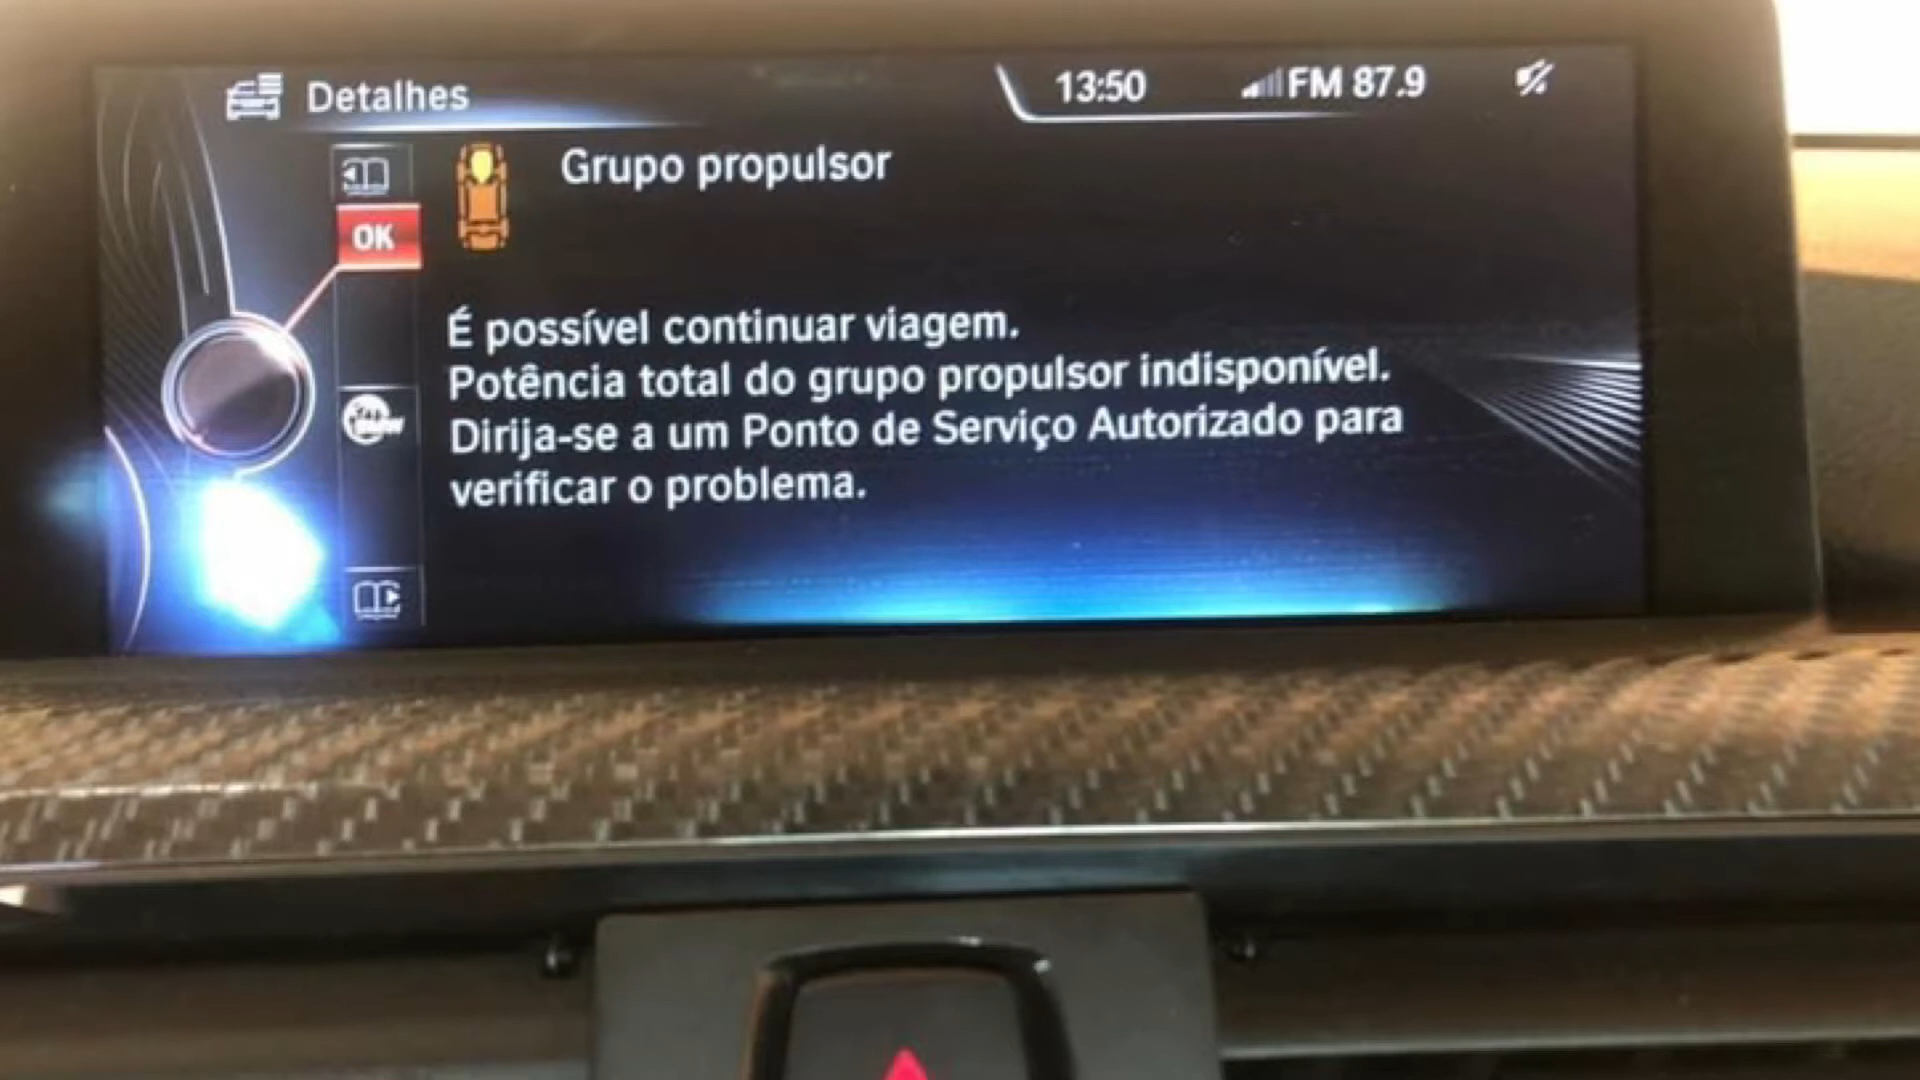 Detalhes
13:50
FM 87.9
OK
Grupo propulsor
É possível continuar viagem.
Potência total do grupo propulsor indisponível.
Dirija-se a um Ponto de Serviço Autorizado para
verificar o problema.